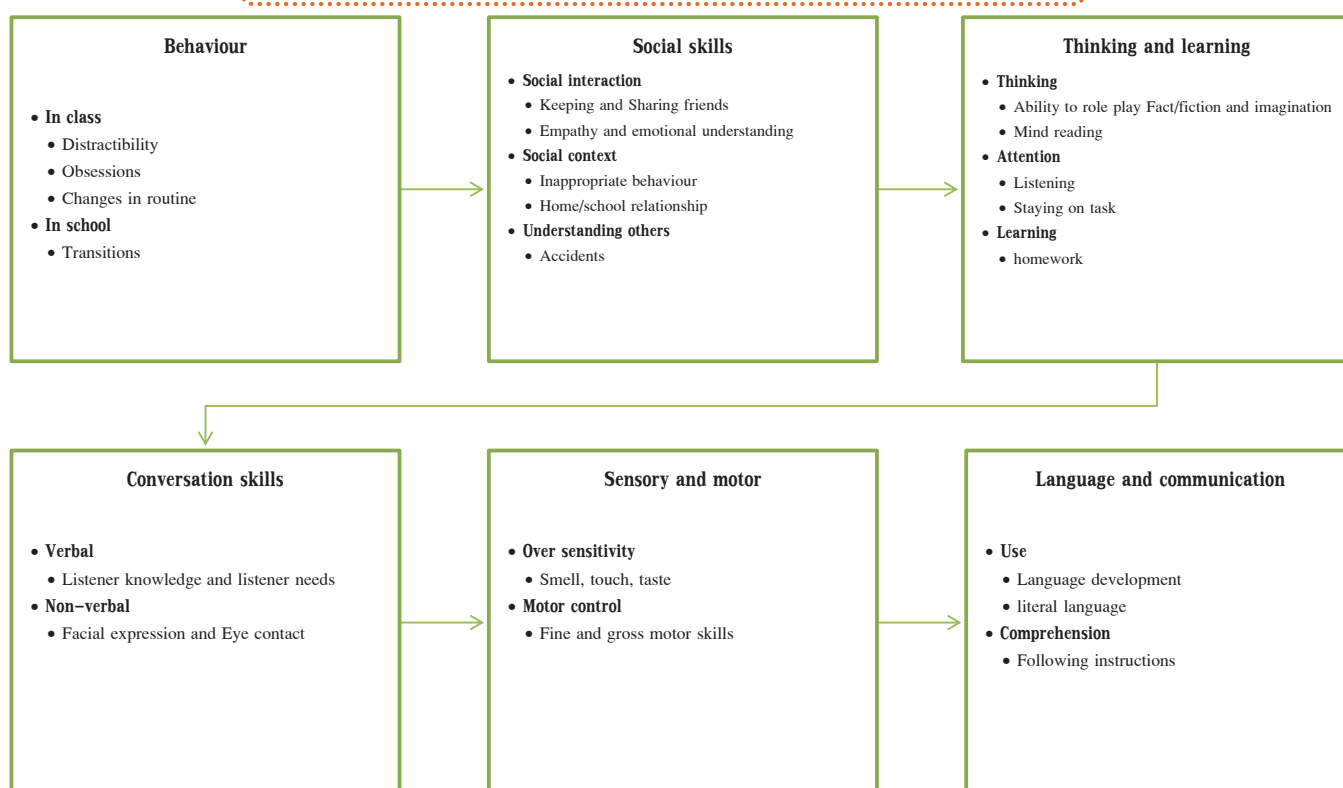 Behaviour
• In class
• Distractibility
• Obsessions
• Changes in routine
• In school
• Transitions
Social skills
• Social interaction
• Keeping and Sharing friends
• Empathy and emotional understanding
• Social context
• Inappropriate behaviour
• Home/school relationship
• Understanding others
• Accidents
Thinking and learning
• Thinking
• Ability to role play Fact/fiction and imagination
• Mind reading
• Attention
• Listening
• Staying on task
• Learning
• homework
Conversation skills
• Verbal
• Listener knowledge and listener needs
• Non-verbal
• Facial expression and Eye contact
Sensory and motor
• Over sensitivity
• Smell, touch, taste
• Motor control
• Fine and gross motor skills
Language and communication
• Use
• Language development
• literal language
• Comprehension
• Following instructions